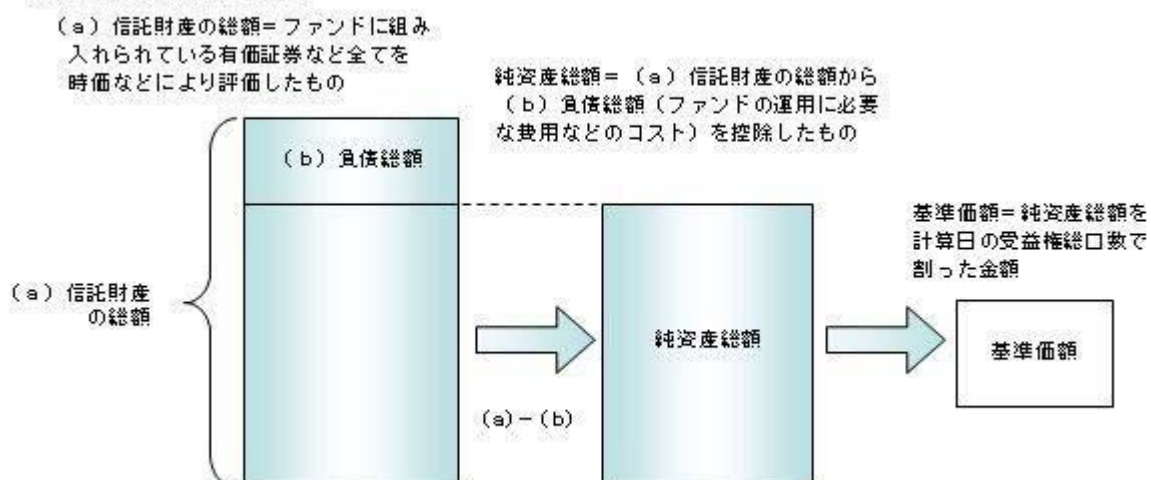 （a）信託財産の総額＝ファンドに組み
入れられている有価証券など全てを
時価などにより評価したもの
純資産総額＝（a）信託財産の総額から
（b）負債総額（ファンドの運用に必要
な費用などのコスト）を控除したもの
（b）負債総額
基準価額＝純資産総額を
計算日の受益権総口数で
割った金額
（a）信託財産
の総額
純資産総額
基準価額
（a）－（b）